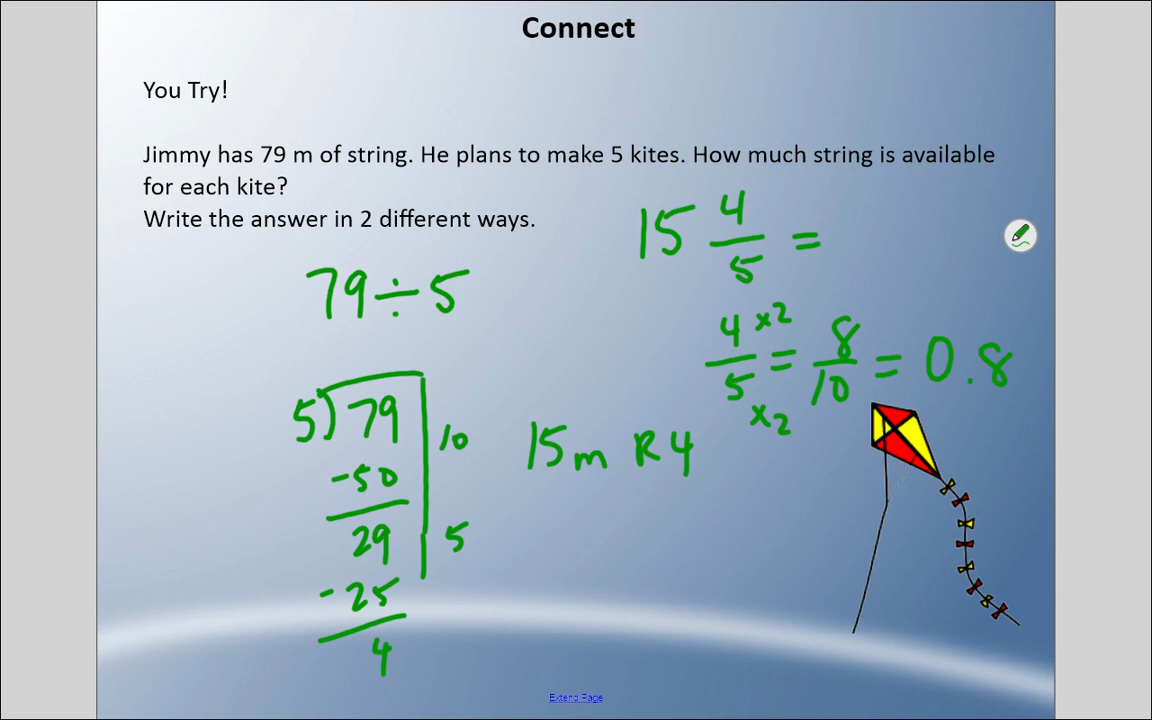 Connect
You Try!
Jimmy has 79 m of string. He plans to make 5 kites. How much string is available
for each kite?
Write the answer in 2 different ways.
15 4/5 =
79 ÷ 5
4/5 = 8/10 = 0.8
x2
x2
5)79
10
-50
29
5
-25
4
15m R4
Extend Page